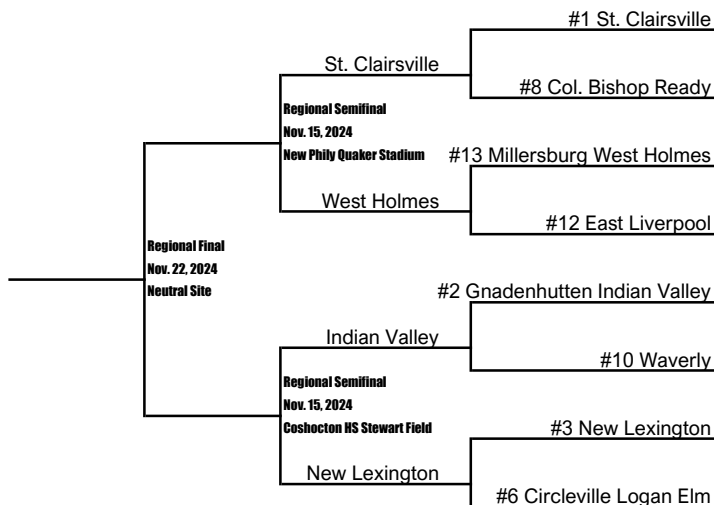 #1 St. Clairsville
St. Clairsville
#8 Col. Bishop Ready
Regional Semifinal
Nov. 15, 2024
New Phily Quaker Stadium
#13 Millersburg West Holmes
West Holmes
#12 East Liverpool
Regional Final
Nov. 22, 2024
Neutral Site
#2 Gnadenhutten Indian Valley
Indian Valley
#10 Waverly
Regional Semifinal
Nov. 15, 2024
Coshocton HS Stewart Field
#3 New Lexington
New Lexington
#6 Circleville Logan Elm